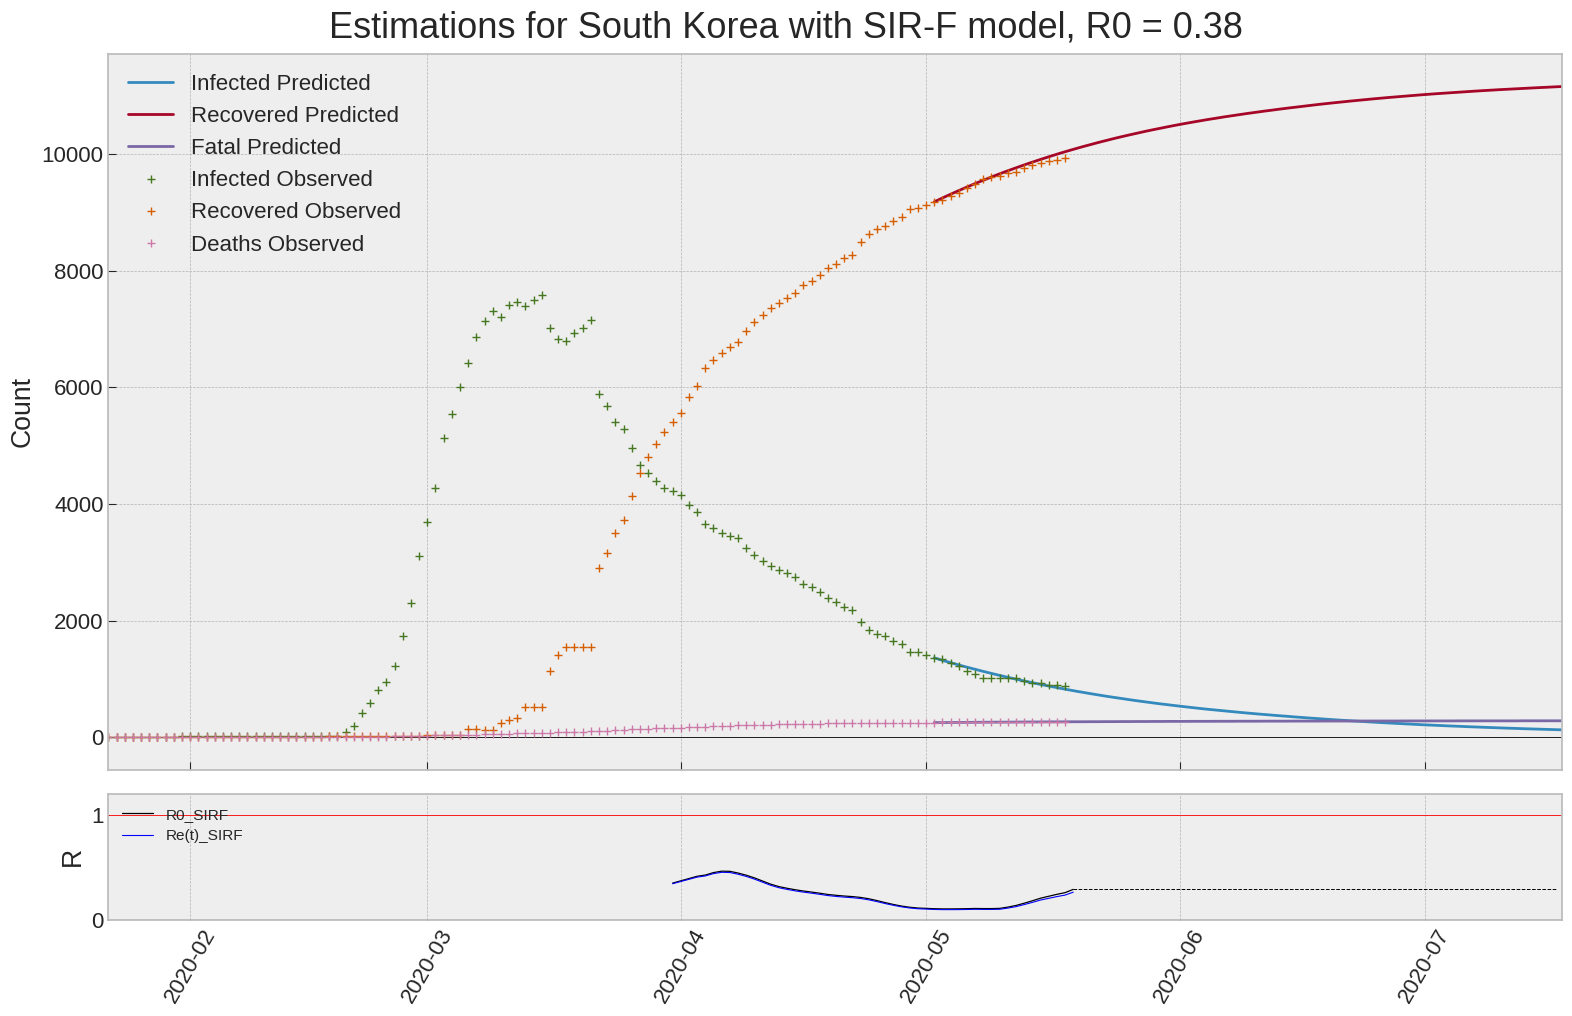 Estimations for South Korea with SIR-F model, R0 = 0.38
Infected Predicted
Recovered Predicted
Fatal Predicted
Infected Observed
Recovered Observed
Deaths Observed
10000
8000
6000
4000
2000
0
Count
R0_SIRF
Re(t)_SIRF
1
0
R
2020-02
2020-03
2020-04
2020-05
2020-06
2020-07